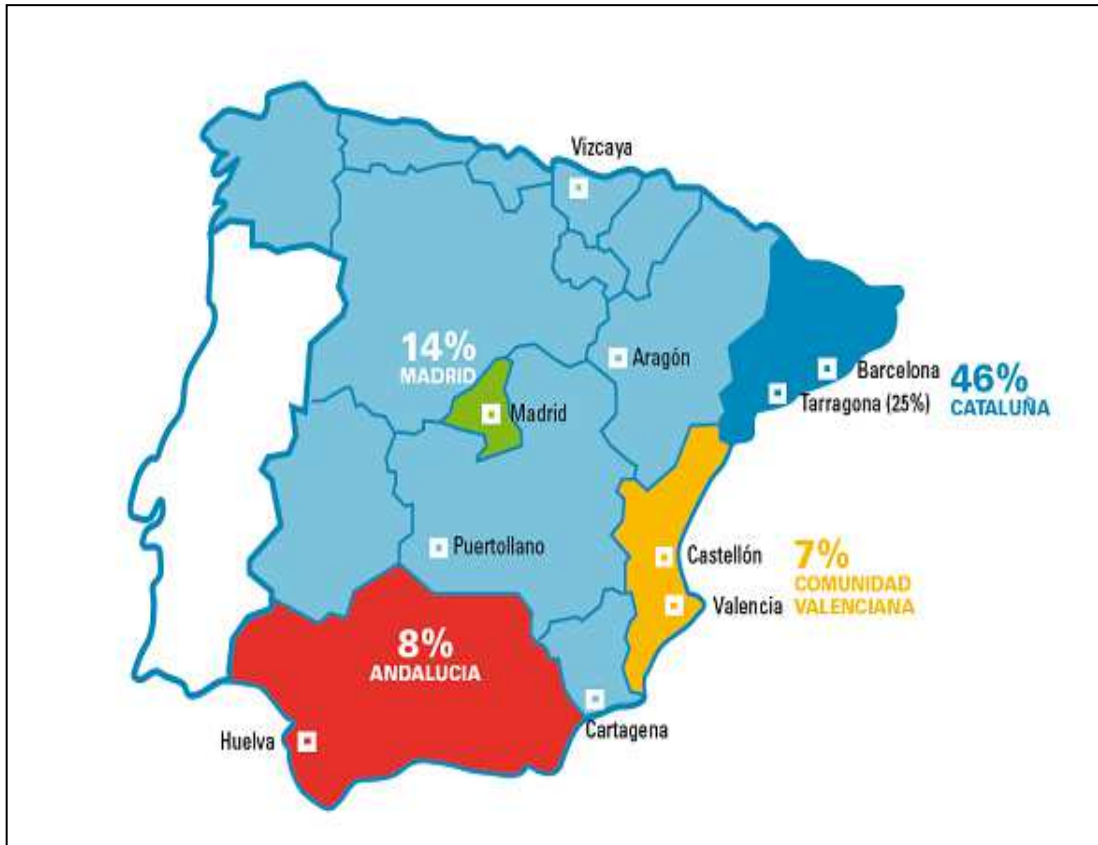 Vizcaya
14%
MADRID
Aragón
Barcelona
Tarragona (25%)
46%
CATALUÑA
Madrid
Puertollano
Castellón
Valencia
7%
COMUNIDAD
VALENCIANA
8%
ANDALUCIA
Huelva
Cartagena